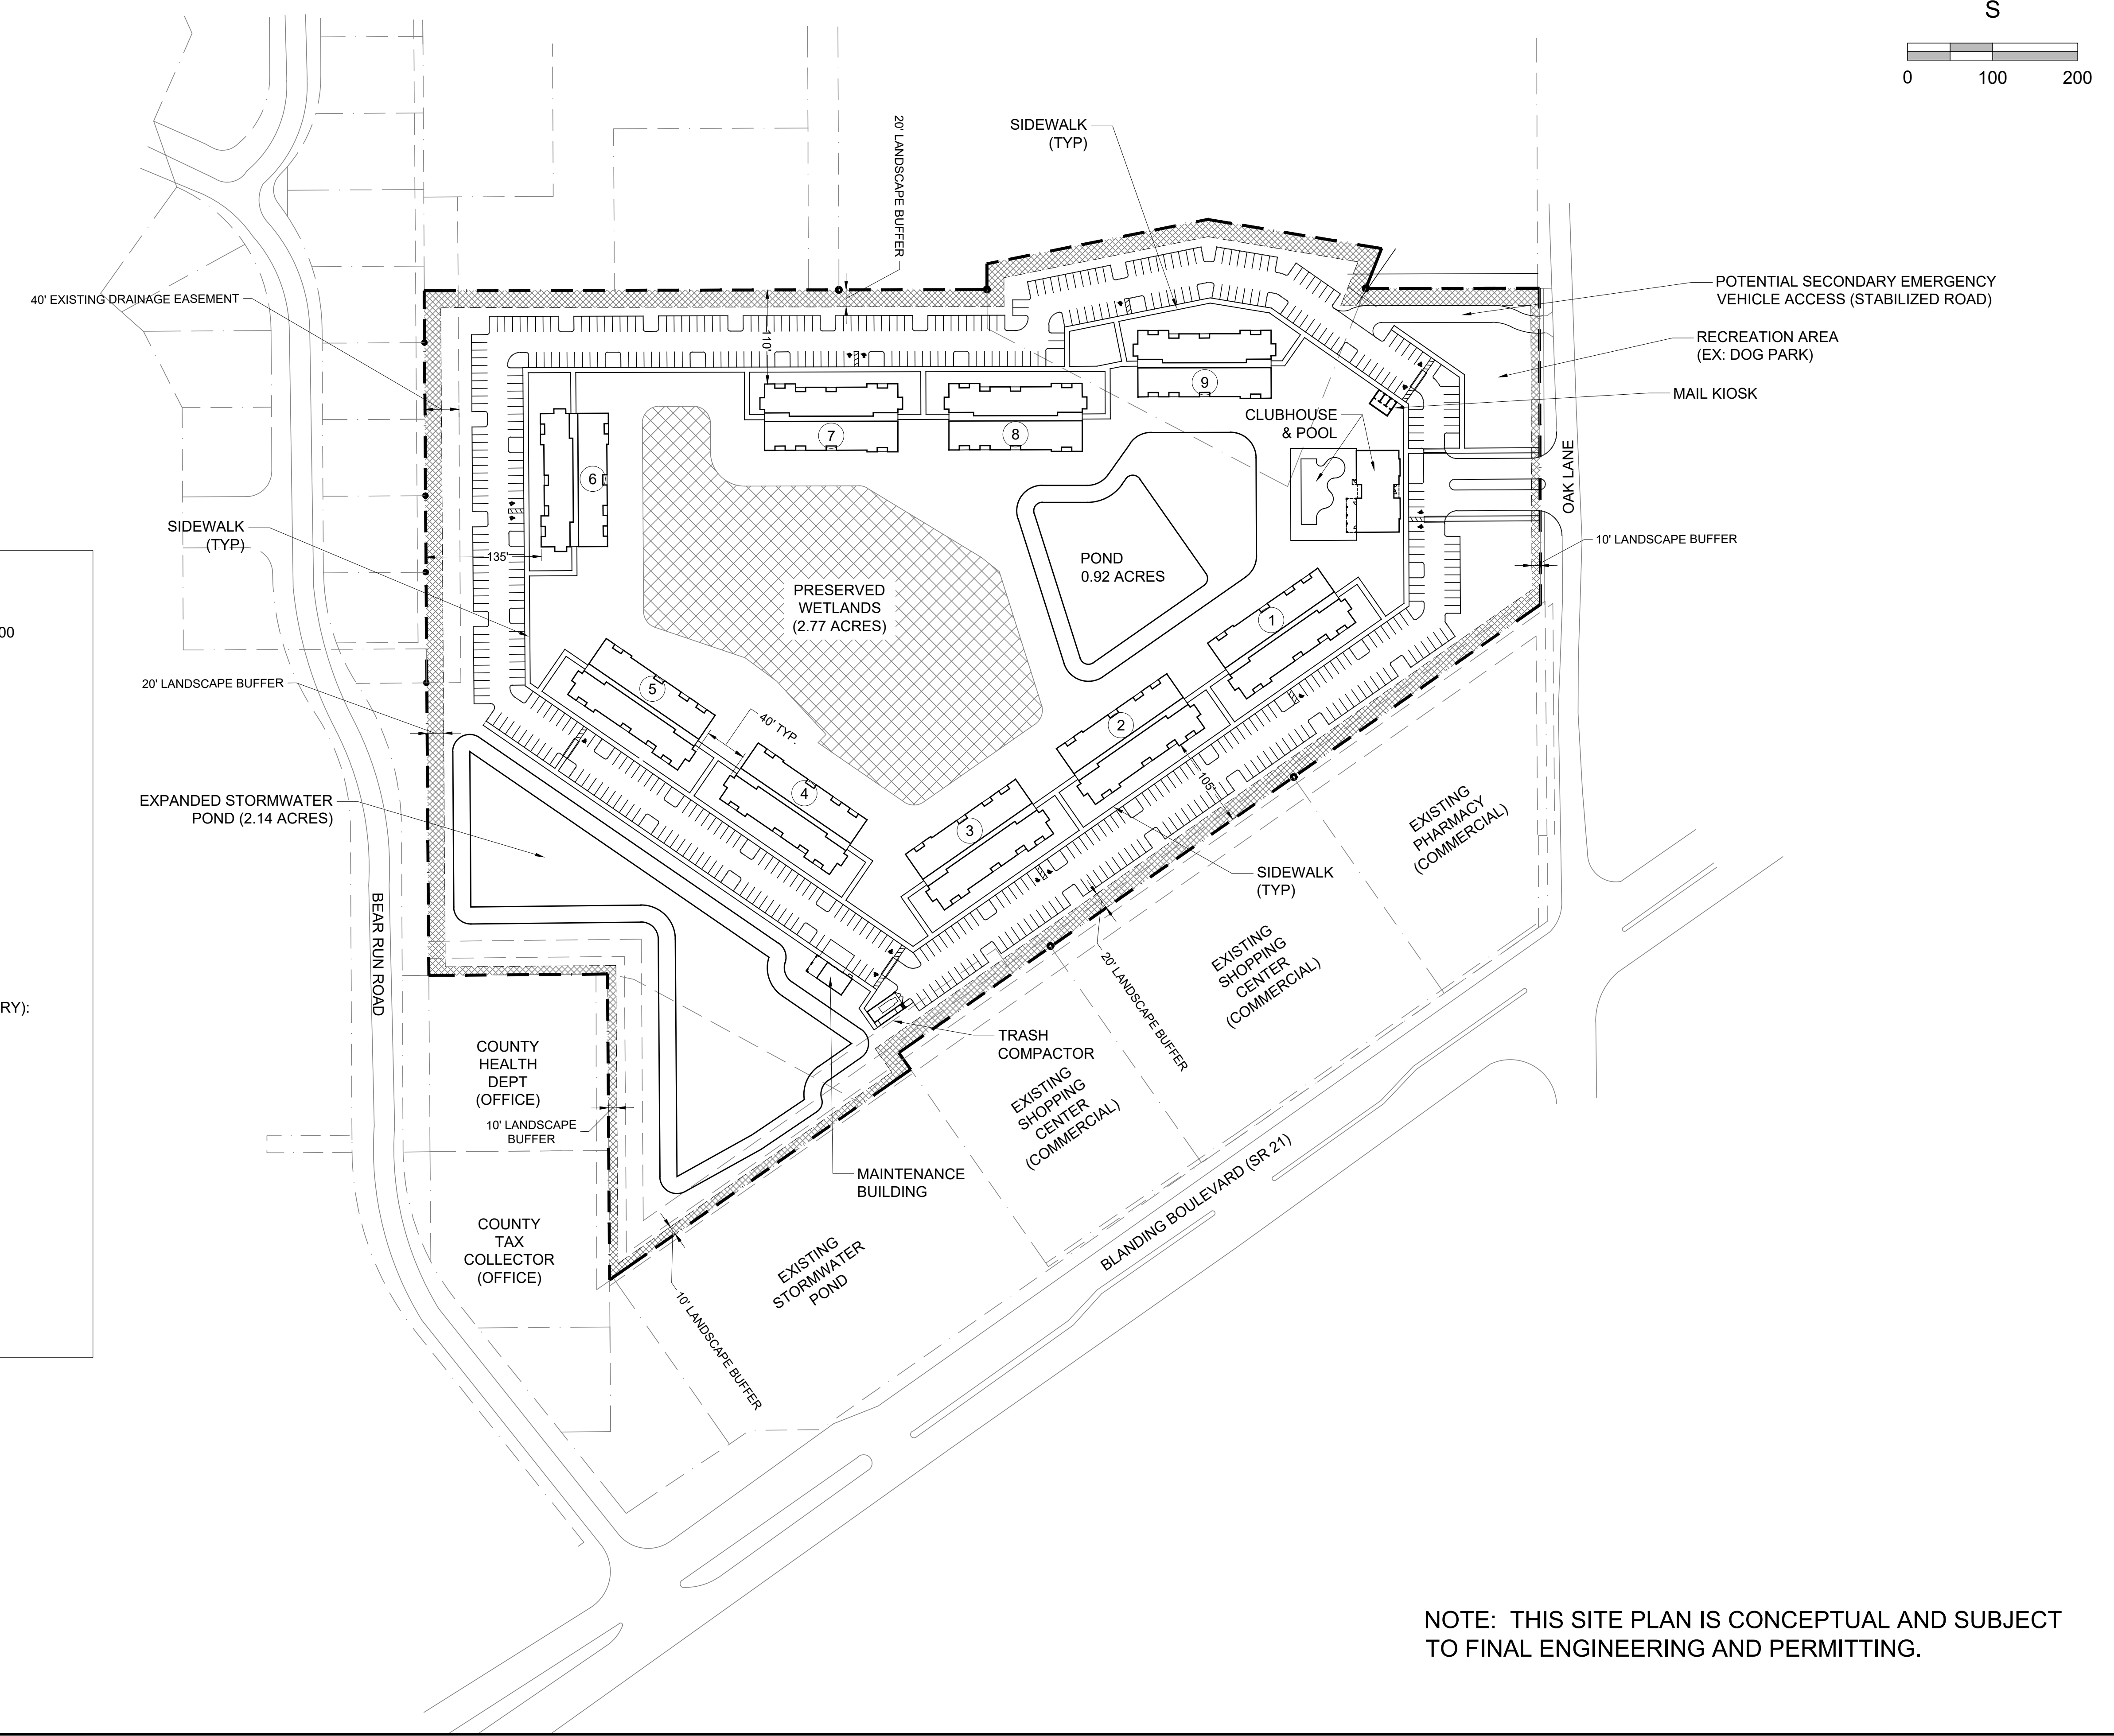 S
0 100 200
20' LANDSCAPE BUFFER
SIDEWALK
(TYP)
40' EXISTING DRAINAGE EASEMENT
POTENTIAL SECONDARY EMERGENCY
VEHICLE ACCESS (STABILIZED ROAD)
RECREATION AREA
(EX: DOG PARK)
MAIL KIOSK
110'
9
CLUBHOUSE
& POOL
7
8
6
OAK LANE
SIDEWALK
(TYP)
135'
10' LANDSCAPE BUFFER
POND
0.92 ACRES
PRESERVED
WETLANDS
(2.77 ACRES)
1
00
20' LANDSCAPE BUFFER
5
40' TYP.
2
4
105'
3
EXPANDED STORMWATER
POND (2.14 ACRES)
EXISTING
PHARMACY
(COMMERCIAL)
SIDEWALK
(TYP)
BEAR RUN ROAD
EXISTING
SHOPPING
CENTER
(COMMERCIAL)
20' LANDSCAPE BUFFER
RY):
TRASH
COMPACTOR
COUNTY
HEALTH
DEPT
(OFFICE)
10' LANDSCAPE
BUFFER
EXISTING
SHOPPING
CENTER
(COMMERCIAL)
MAINTENANCE
BUILDING
BLANDING BOULEVARD (SR 21)
COUNTY
TAX
COLLECTOR
(OFFICE)
EXISTING
STORMWATER
POND
10' LANDSCAPE BUFFER
NOTE: THIS SITE PLAN IS CONCEPTUAL AND SUBJECT
TO FINAL ENGINEERING AND PERMITTING.